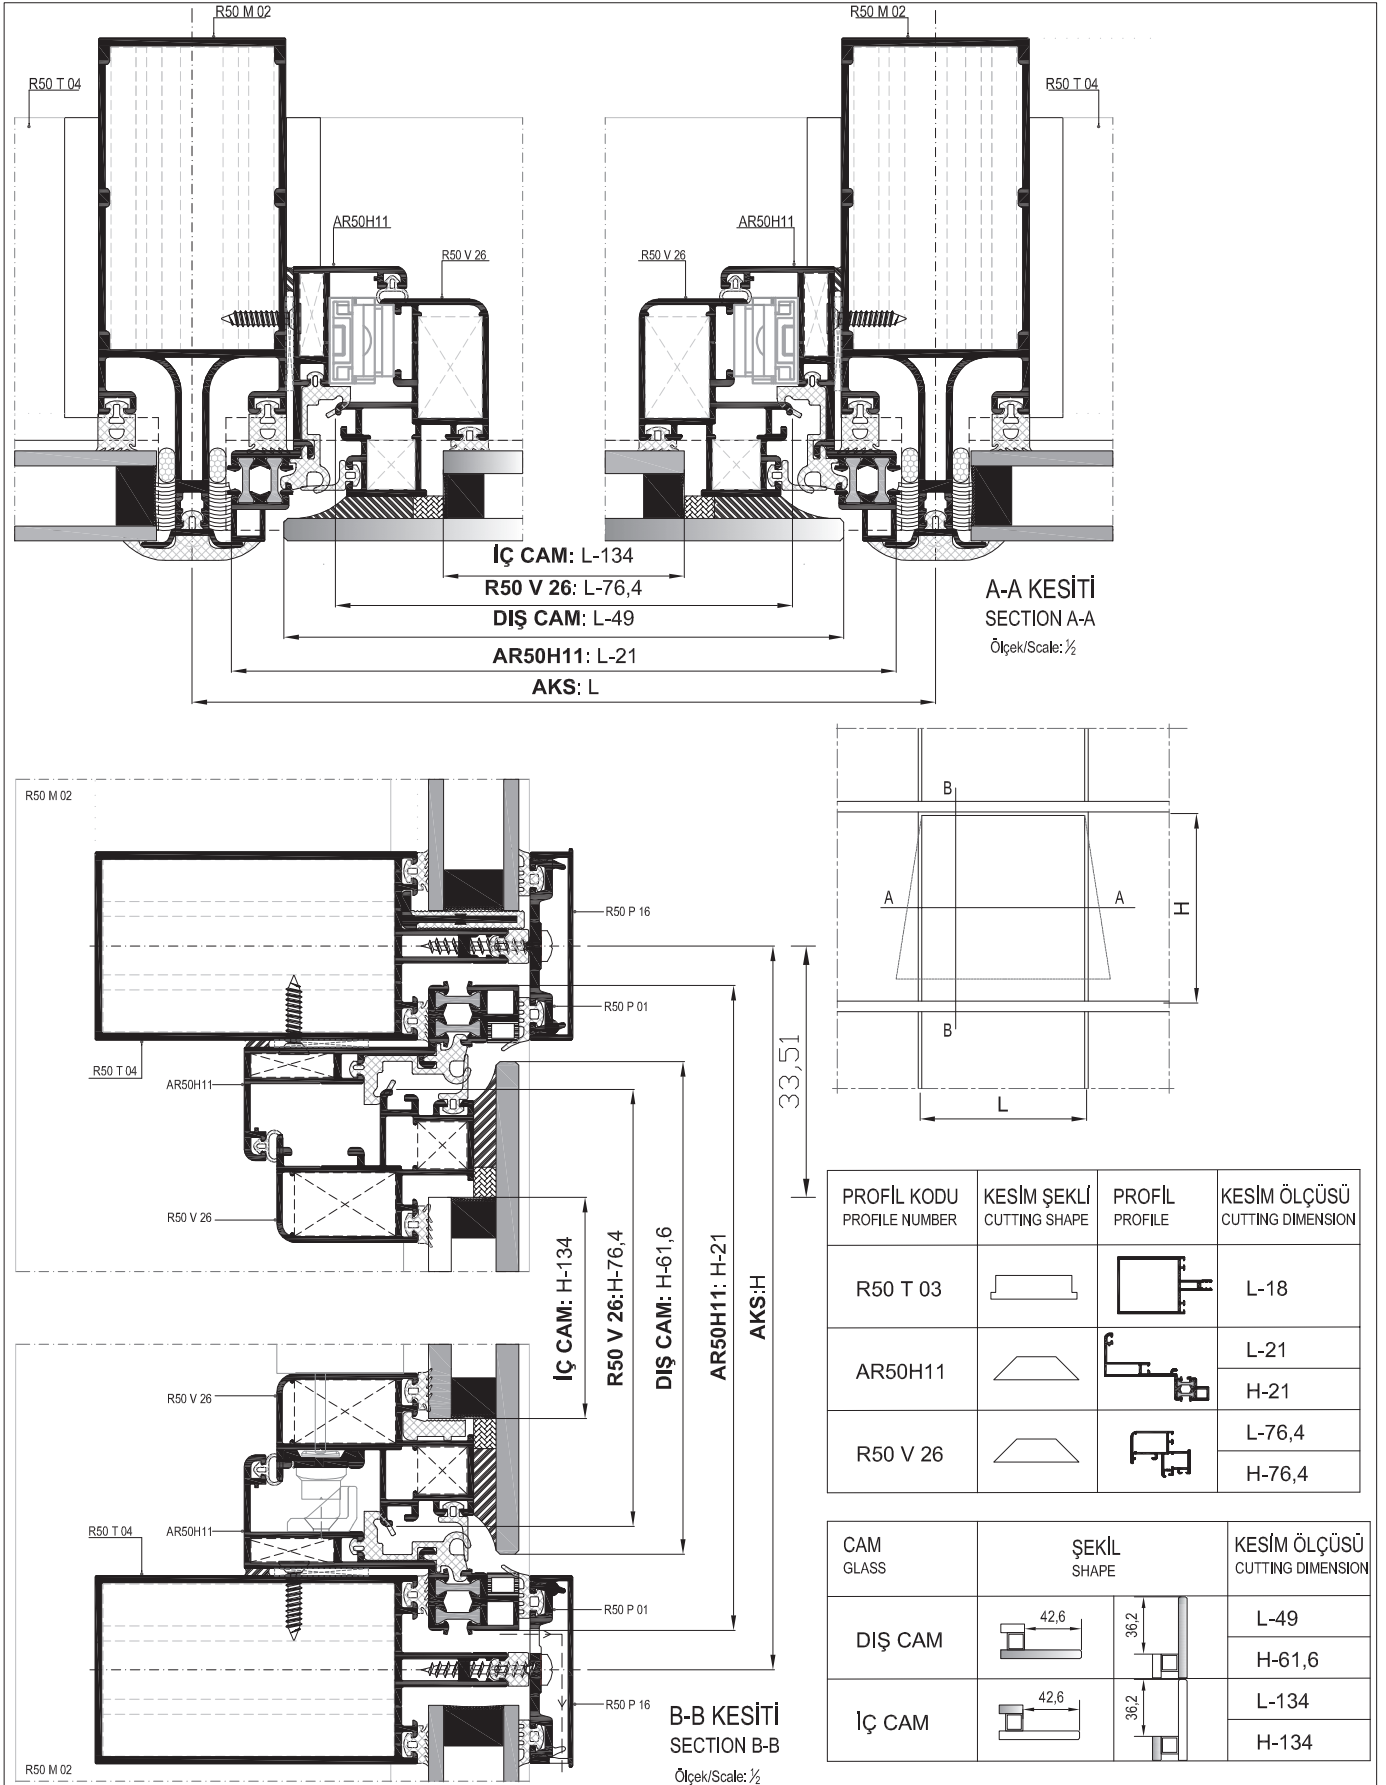 R50 M 02
R50 M 02
R50 T 04
R50 T 04
AR50H11
AR50H11
R50 V 26
R50 V 26
İÇ CAM: L-134
R50 V 26: L-76,4
DIŞ CAM: L-49
AR50H11: L-21
AKS: L
A-A KESİTİ
SECTION A-A
Ölçek/Scale: ½
R50 M 02
R50 P 16
R50 P 01
R50 T 04
AR50H11
R50 V 26
33,51
İÇ CAM: H-134
R50 V 26:H-76,4
DIŞ CAM: H-61,6
AR50H11: H-21
AKS:H
R50 V 26
R50 T 04
AR50H11
R50 P 01
R50 P 16
R50 M 02
B-B KESİTİ
SECTION B-B
Ölçek/Scale: ½
B
A
A
H
B
L
PROFİL KODU
PROFILE NUMBER
KESİM ŞEKLİ
CUTTING SHAPE
PROFİL
PROFILE
KESİM ÖLÇÜSÜ
CUTTING DIMENSION
R50 T 03
L-18
AR50H11
L-21
H-21
R50 V 26
L-76,4
H-76,4
CAM
GLASS
ŞEKİL
SHAPE
KESİM ÖLÇÜSÜ
CUTTING DIMENSION
DIŞ CAM
42,6
36,2
L-49
H-61,6
İÇ CAM
42,6
36,2
L-134
H-134